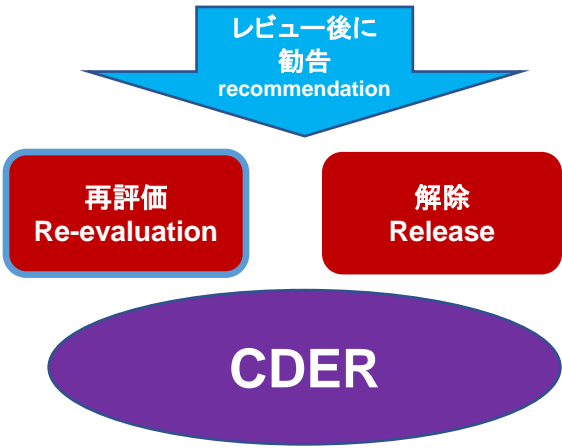 レビュー後に
勧告
recommendation
再評価
Re-evaluation
解除
Release
CDER